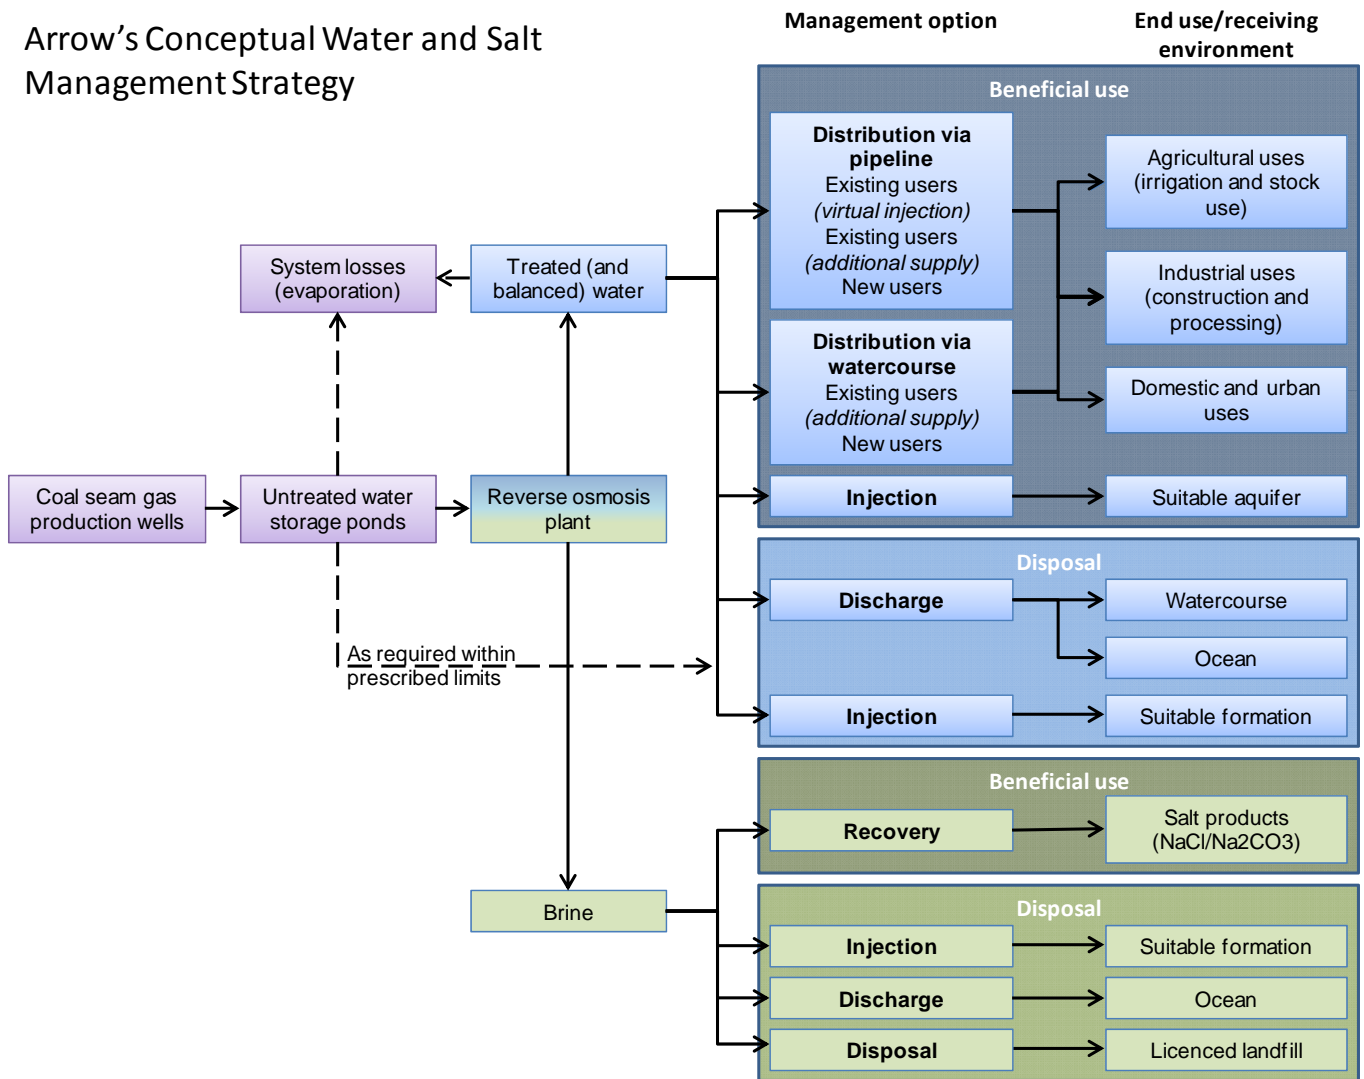 Arrow's Conceptual Water and Salt
Management Strategy
Management option
End use/receiving
environment
Beneficial use
Distribution via
pipeline
Existing users
(virtual injection)
Existing users
(additional supply)
New users
Agricultural uses
(irrigation and stock
use)
Industrial uses
(construction and
processing)
System losses
(evaporation)
Treated (and
balanced) water
Distribution via
watercourse
Existing users
(additional supply)
New users
Domestic and urban
uses
Coal seam gas
production wells
Untreated water
storage ponds
Reverse osmosis
plant
Injection
Suitable aquifer
Disposal
Discharge
Watercourse
Ocean
As required within
prescribed limits
Injection
Suitable formation
Beneficial use
Recovery
Salt products
(NaCl/Na2CO3)
Brine
Disposal
Injection
Suitable formation
Discharge
Ocean
Disposal
Licenced landfill